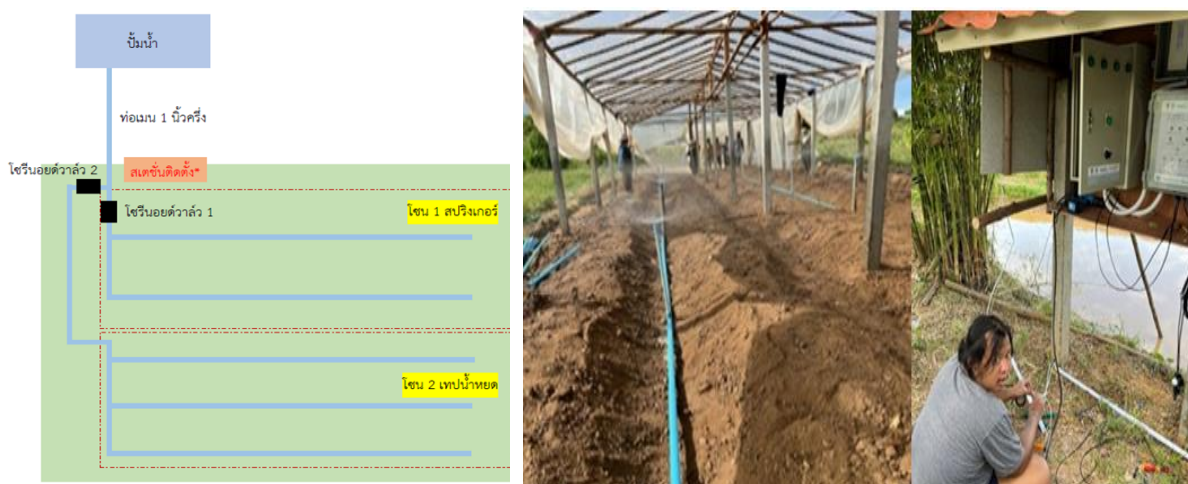 ปั๊มน้ำ
ท่อเมน 1 นิ้วครึ่ง
โซรีนอยด์วาล์ว 2
สเตชั่นติดตั้ง*
โซรีนอยด์วาล์ว 1
โซน 1 สปริงเกอร์
โซน 2 เทปน้ำหยด